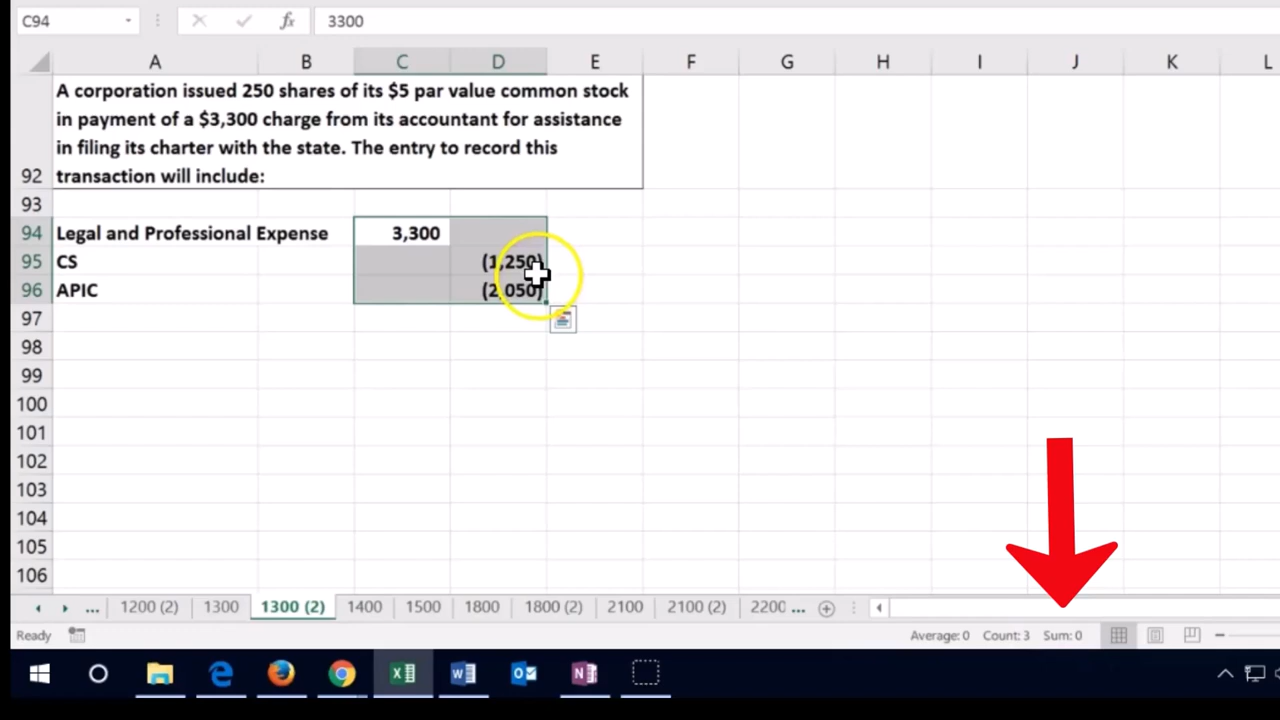 C94 fx 3300
A B C D E F G H I J K L
A corporation issued 250 shares of its $5 par value common stock
in payment of a $3,300 charge from its accountant for assistance
in filing its charter with the state. The entry to record this
92 transaction will include:
93
94 Legal and Professional Expense 3,300
95 CS (1,250)
96 APIC (2,050)
97
98
99
100
101
102
103
104
105
106
... 1200 (2) 1300 1300 (2) 1400 1500 1800 1800 (2) 2100 2100 (2) 2200 ...
Ready Average: 0 Count: 3 Sum: 0